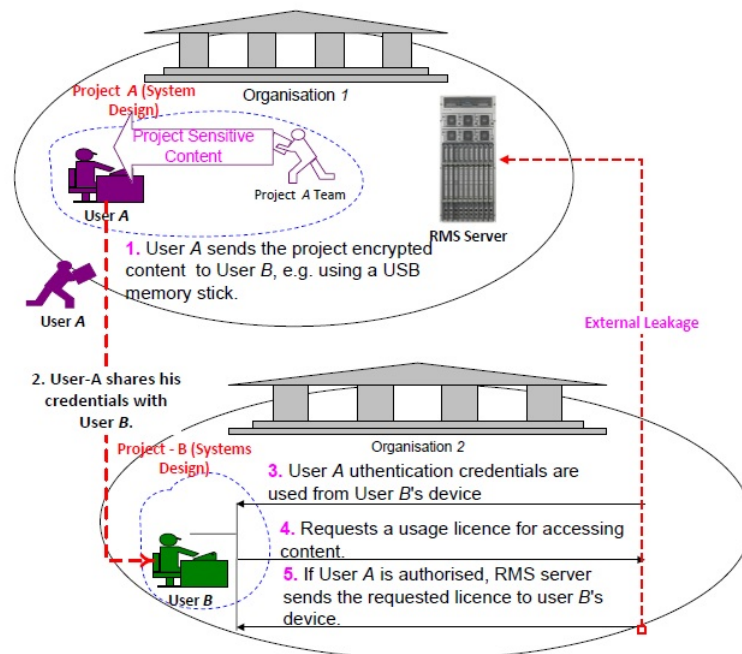 Organisation 1
Project A (System
Design)
Project Sensitive
Content
Project A Team
User A
RMS Server
1. User A sends the project encrypted
content to User B, e.g. using a USB
memory stick.
User A
External Leakage
2. User-A shares his
credentials with
User B.
Organisation 2
Project - B (Systems
Design)
3. User A uthentication credentials are
used from User B's device
4. Requests a usage licence for accessing
content.
5. If User A is authorised, RMS server
sends the requested licence to user B's
device.
User B